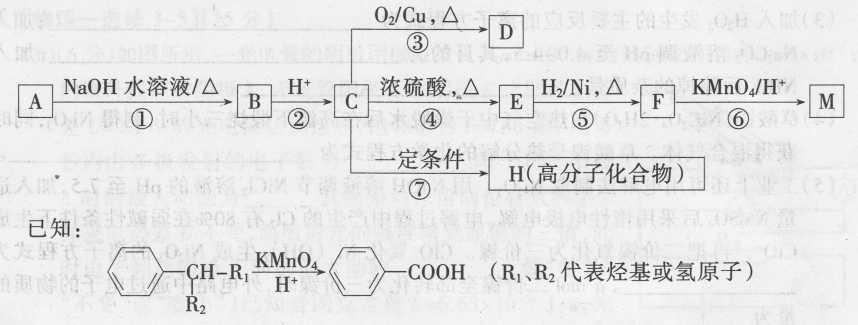 O₂/Cu,△
③
D
A NaOH 水溶液/△ ① B H⁺ ② C 浓硫酸,△ ④ E H₂/Ni,△ ⑤ F KMnO₄/H⁺ ⑥ M
一定条件
⑦
H(高分子化合物)
已知:
CH—R₁ KMnO₄ H⁺ COOH (R₁、R₂代表烃基或氢原子)
R₂